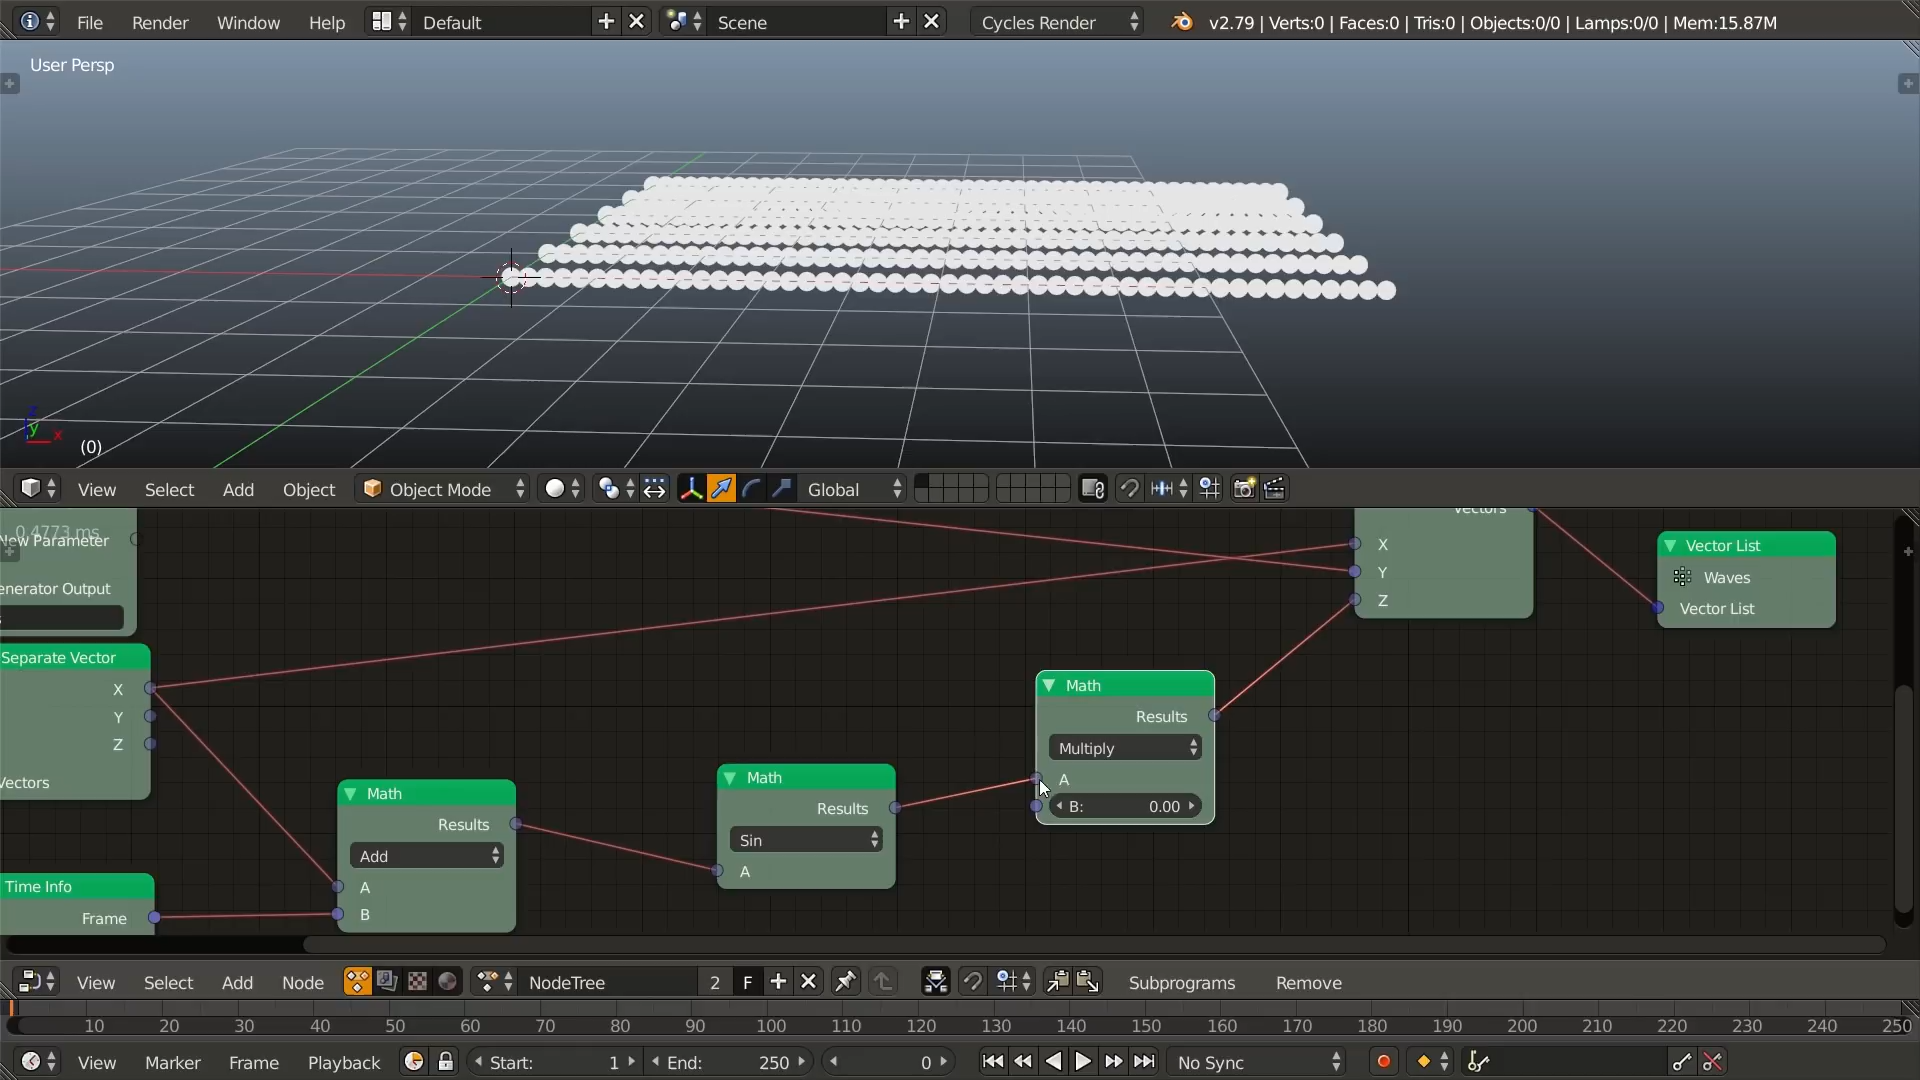 File Render Window Help Default Scene Cycles Render v2.79 | Verts:0 | Faces:0 | Tris:0 | Objects:0/0 | Lamps:0/0 | Mem:15.87M
User Persp
z
y x
(0)
View Select Add Object Object Mode Global
0.4773 ms
New Parameter
enerator Output
s
Separate Vector
X
Y
Z
Vectors
Time Info
Frame
Math
Results
Add
A
B
Math
Results
Sin
A
Math
Results
Multiply
A
B: 0.00
Vectors
X
Y
Z
Vector List
Waves
Vector List
View Select Add Node NodeTree 2 F Subprograms Remove
10 20 30 40 50 60 70 80 90 100 110 120 130 140 150 160 170 180 190 200 210 220 230 240 250
View Marker Frame Playback Start: 1 End: 250 0 No Sync